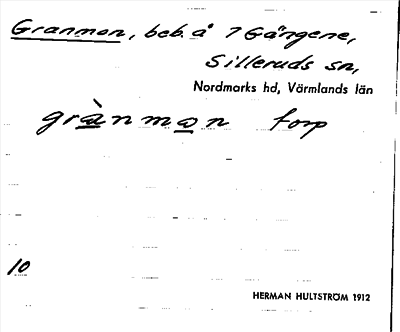 Granmon, beb. å 7 Gängene,
Silleruds sn,
Nordmarks hd, Värmlands län
grànmon torp
10
HERMAN HULTSTRÖM 1912